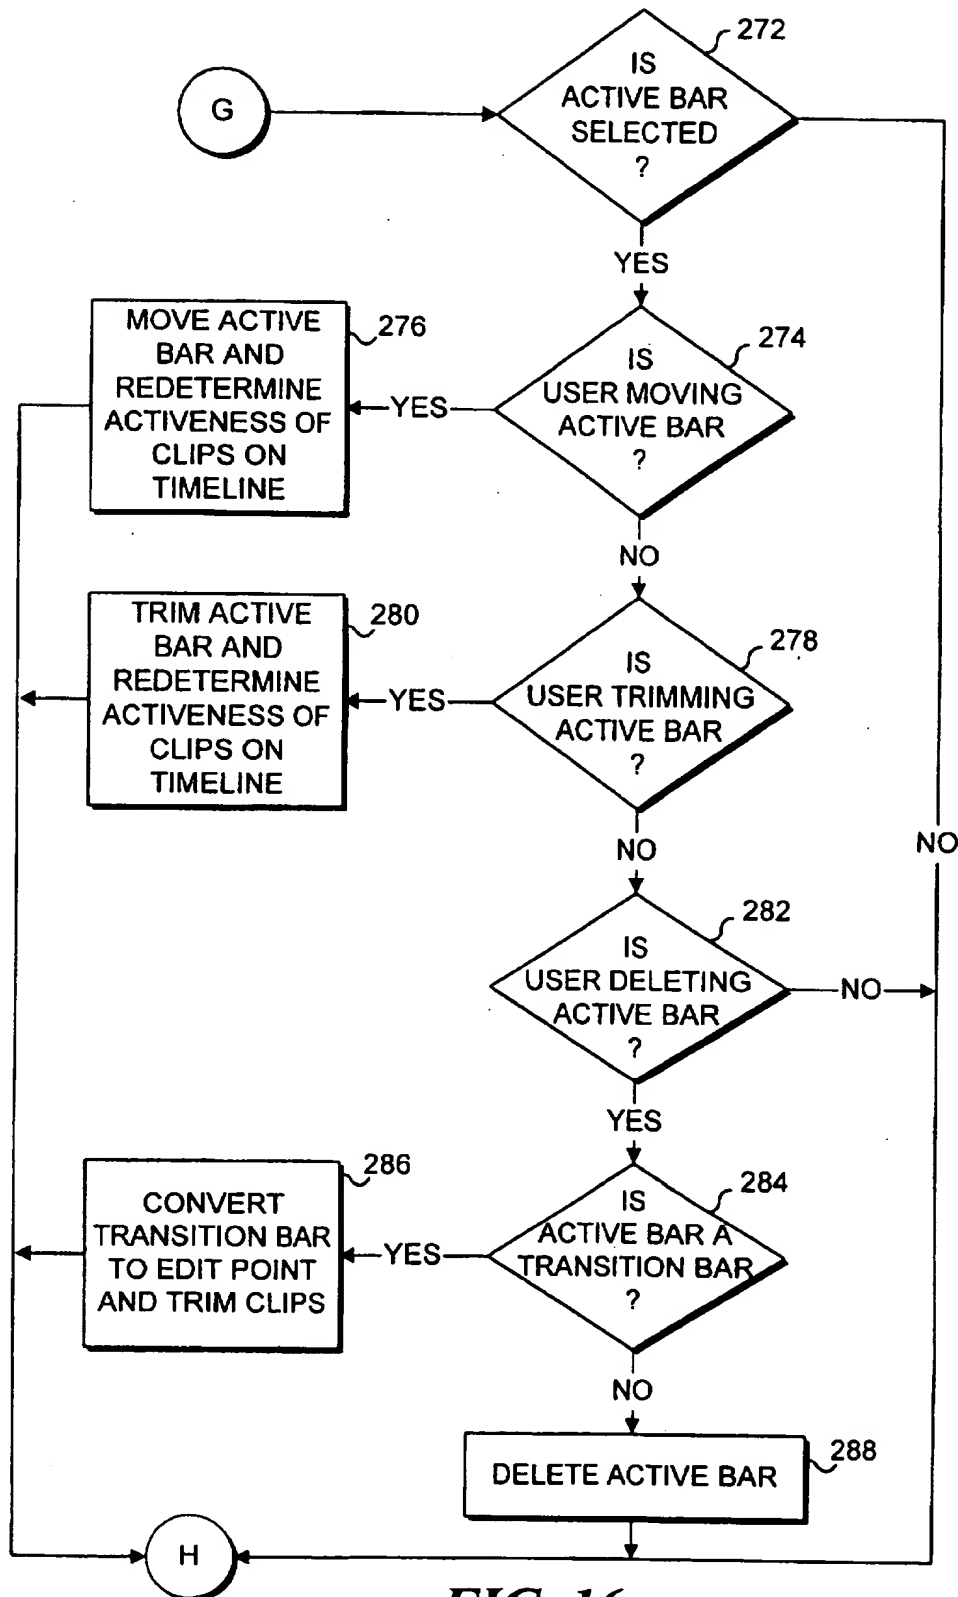 272
IS
ACTIVE BAR
SELECTED
?
G
YES
MOVE ACTIVE
BAR AND
REDETERMINE
ACTIVENESS OF
CLIPS ON
TIMELINE
276
YES
274
IS
USER MOVING
ACTIVE BAR
?
NO
TRIM ACTIVE
BAR AND
REDETERMINE
ACTIVENESS OF
CLIPS ON
TIMELINE
280
YES
278
IS
USER TRIMMING
ACTIVE BAR
?
NO
NO
282
IS
USER DELETING
ACTIVE BAR
?
NO
YES
286
CONVERT
TRANSITION BAR
TO EDIT POINT
AND TRIM CLIPS
YES
284
IS
ACTIVE BAR A
TRANSITION BAR
?
NO
DELETE ACTIVE BAR
288
H
FIG. 16